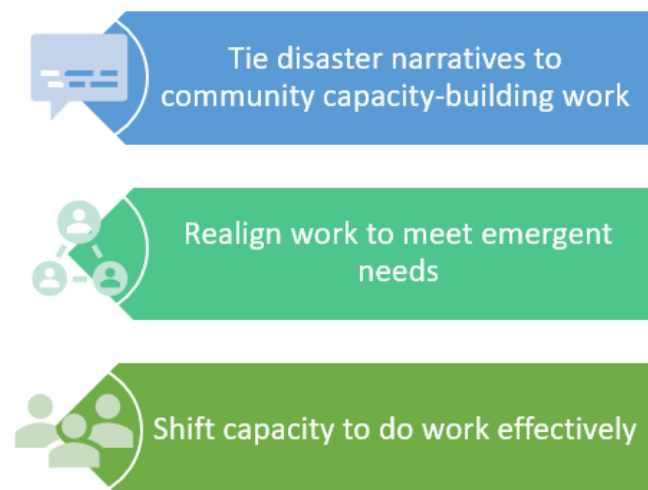 Tie disaster narratives to
community capacity-building work
Realign work to meet emergent
needs
Shift capacity to do work effectively